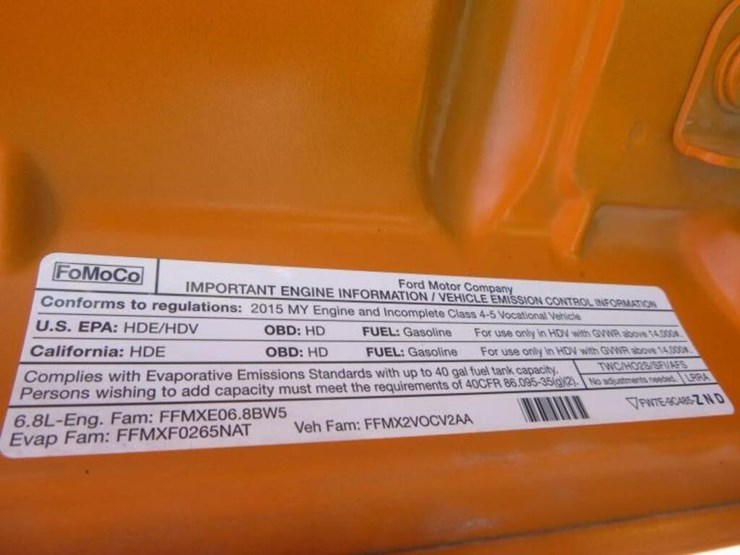 FoMoCo
Ford Motor Company
IMPORTANT ENGINE INFORMATION / VEHICLE EMISSION CONTROL INFORMATION
Conforms to regulations: 2015 MY Engine and Incomplete Class 4-5 Vocational Vehicle
U.S. EPA: HDE/HDV OBD: HD FUEL: Gasoline For use only in HDV with GVWR above 14,000#.
California: HDE OBD: HD FUEL: Gasoline For use only in HDV with GVWR above 14,000#.
Complies with Evaporative Emissions Standards with up to 40 gal fuel tank capacity. TWC/HO2S/SFI/AFS
Persons wishing to add capacity must meet the requirements of 40CFR 86.095-35(g)(2). No adjustments needed. LRRA
6.8L-Eng. Fam: FFMXE06.8BW5
Evap Fam: FFMXF0265NAT Veh Fam: FFMX2VOCV2AA FW7E-9C485-ZND